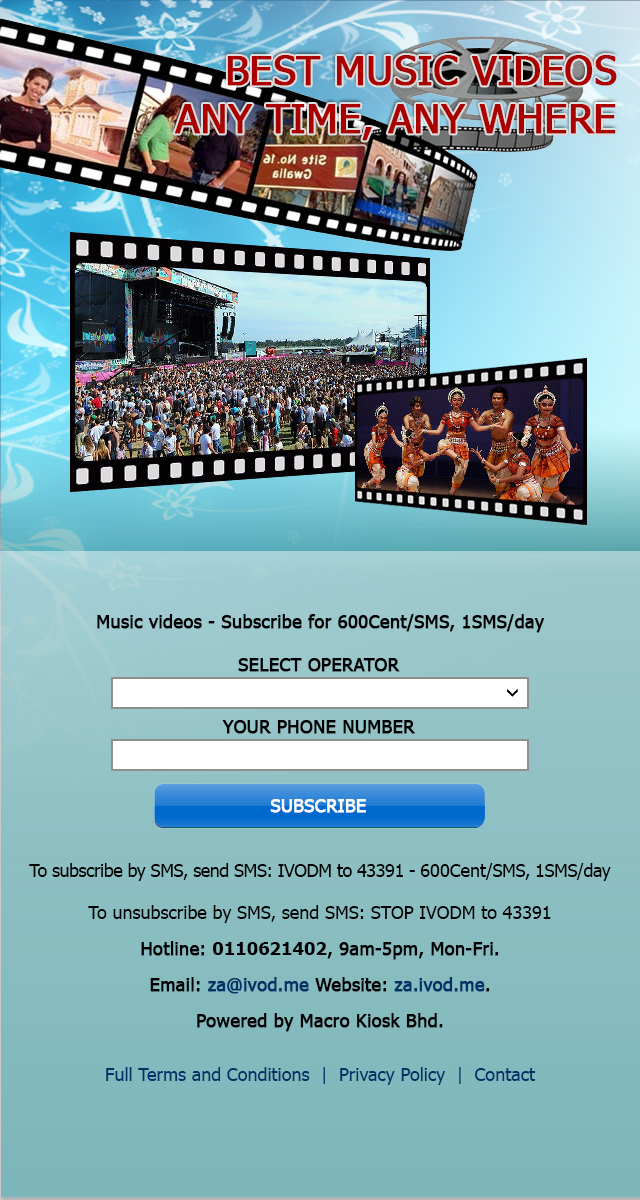 BEST MUSIC VIDEOS
ANY TIME, ANY WHERE
Site No.16
Gwalia
Music videos - Subscribe for 600Cent/SMS, 1SMS/day
SELECT OPERATOR
YOUR PHONE NUMBER
SUBSCRIBE
To subscribe by SMS, send SMS: IVODM to 43391 - 600Cent/SMS, 1SMS/day
To unsubscribe by SMS, send SMS: STOP IVODM to 43391
Hotline: 0110621402, 9am-5pm, Mon-Fri.
Email: za@ivod.me Website: za.ivod.me.
Powered by Macro Kiosk Bhd.
Full Terms and Conditions | Privacy Policy | Contact